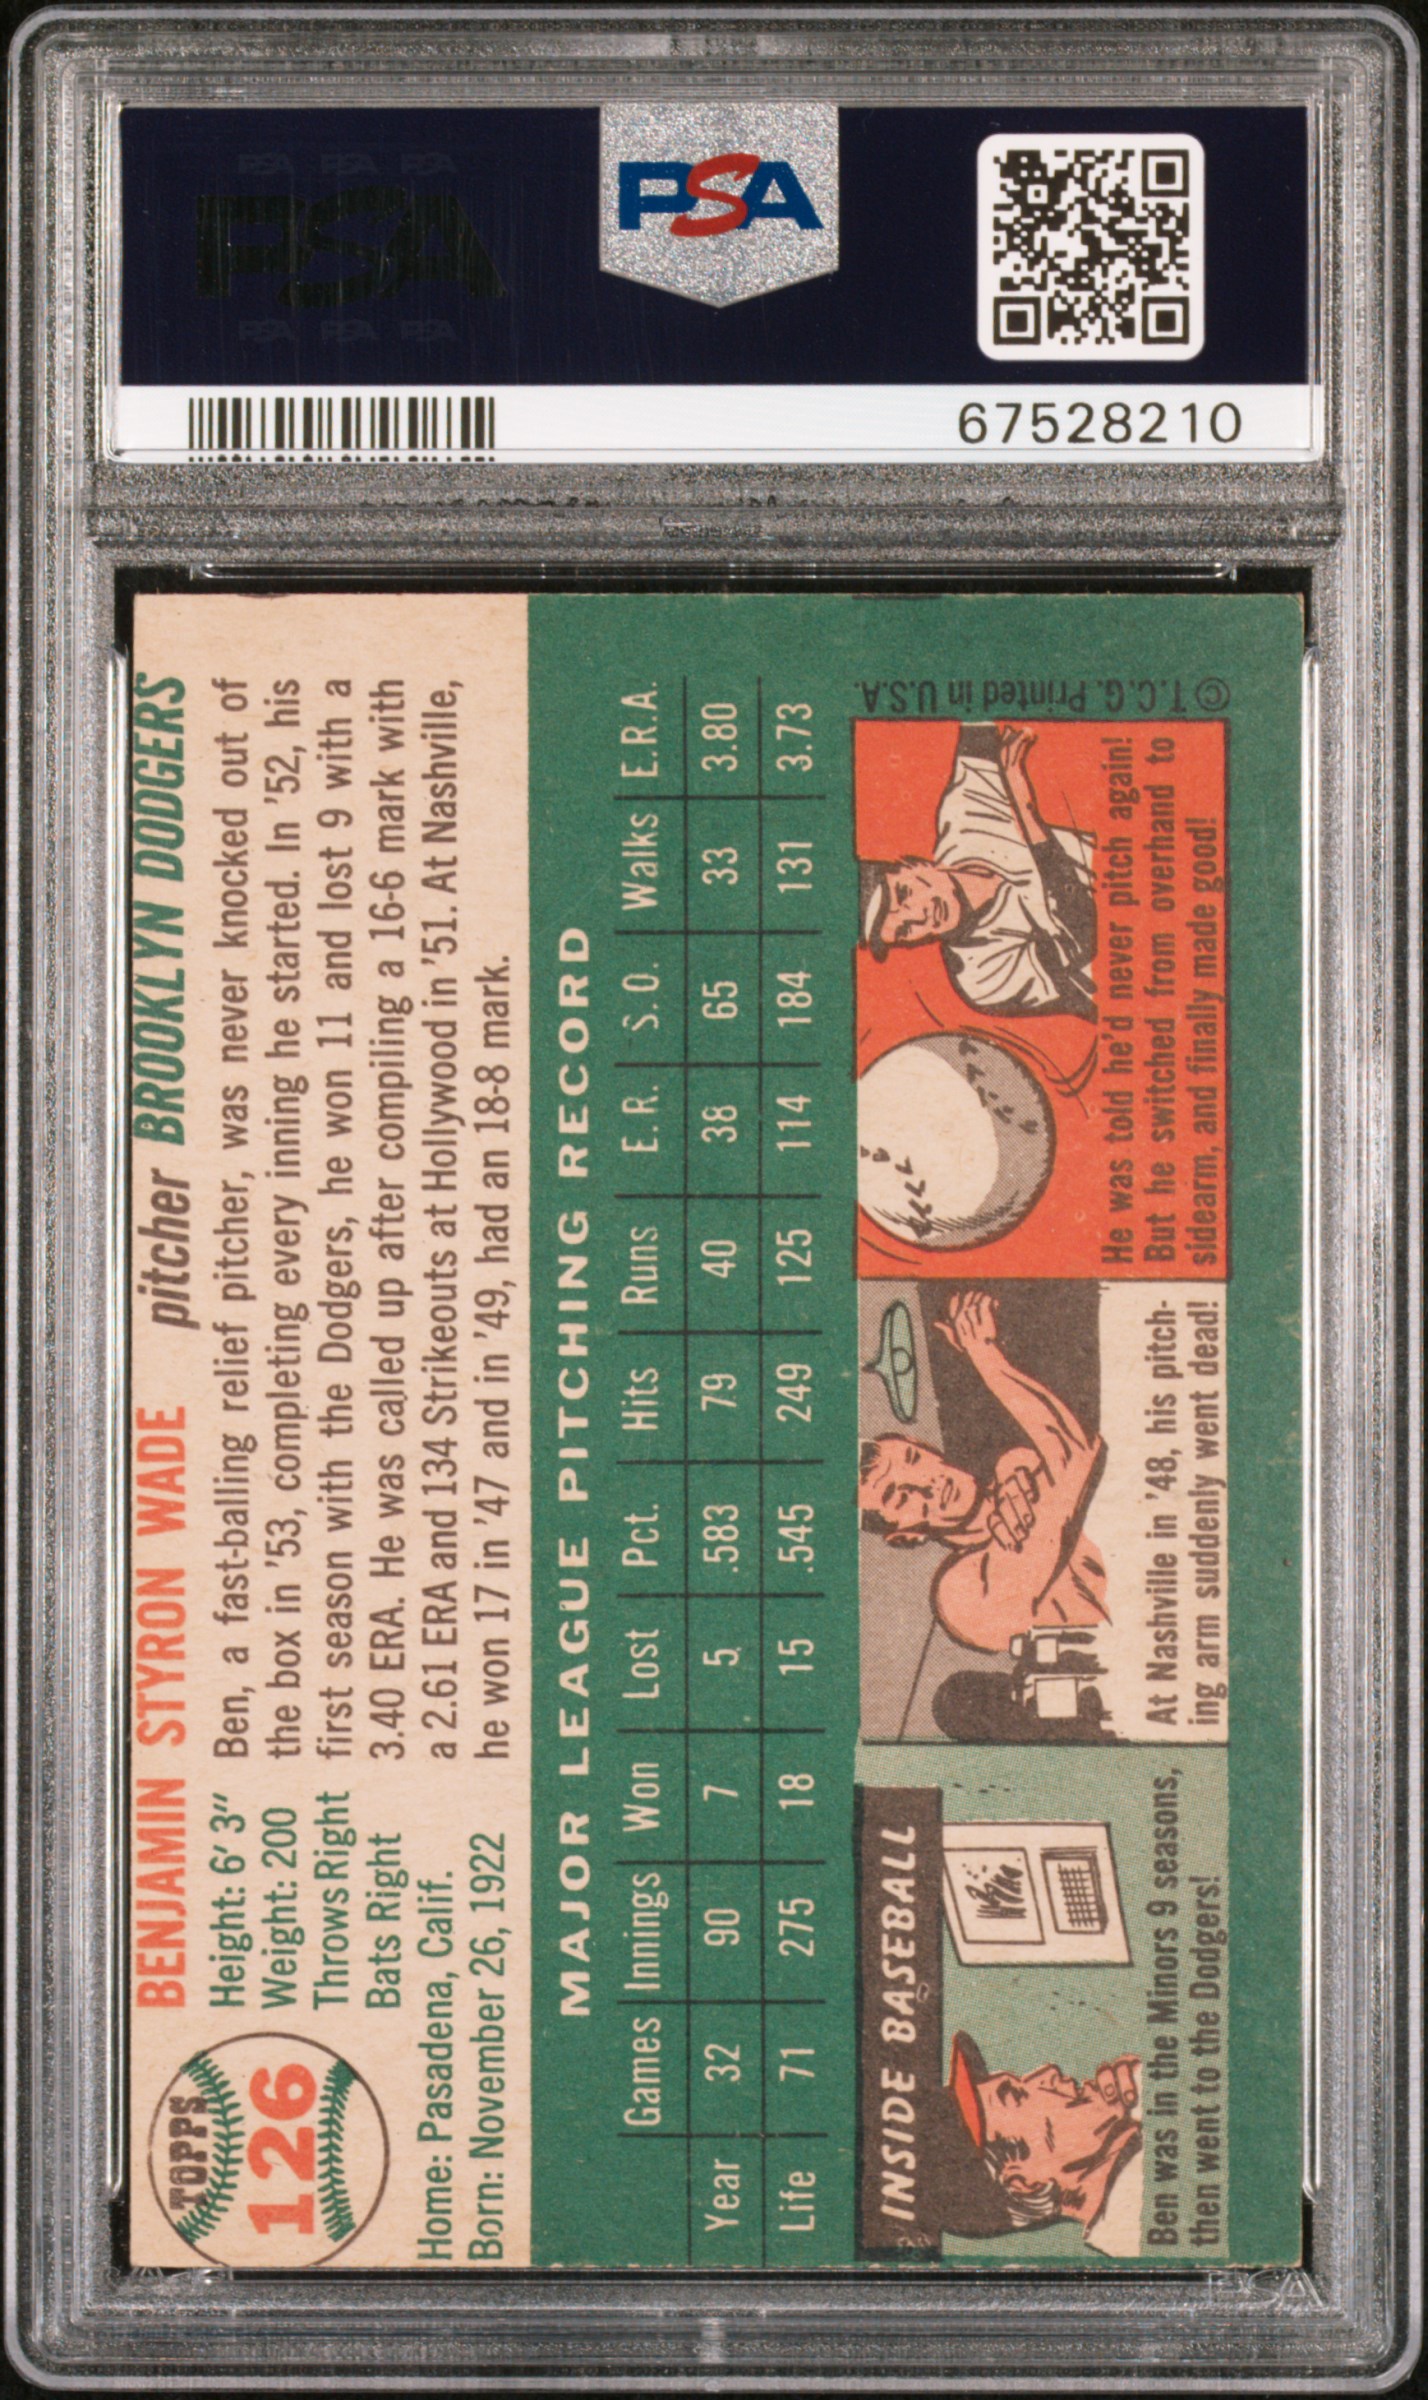 PSA PSA PSA
PSA
PSA PSA PSA
PSA
67528210
TOPPS
126
BENJAMIN STYRON WADE pitcher BROOKLYN DODGERS
Height: 6' 3"
Weight: 200
Throws Right
Bats Right
Home: Pasadena, Calif.
Born: November 26, 1922
Ben, a fast-balling relief pitcher, was never knocked out of
the box in '53, completing every inning he started. In '52, his
first season with the Dodgers, he won 11 and lost 9 with a
3.40 ERA. He was called up after compiling a 16-6 mark with
a 2.61 ERA and 134 Strikeouts at Hollywood in '51. At Nashville,
he won 17 in '47 and in '49, had an 18-8 mark.
MAJOR LEAGUE PITCHING RECORD
Games Innings Won Lost Pct. Hits Runs E.R. S.O. Walks E.R.A.
Year 32 90 7 5 .583 79 40 38 65 33 3.80
Life 71 275 18 15 .545 249 125 114 184 131 3.73
INSIDE BASEBALL
Ben was in the Minors 9 seasons,
then went to the Dodgers!
At Nashville in '48, his pitch-
ing arm suddenly went dead!
He was told he'd never pitch again!
But he switched from overhand to
sidearm, and finally made good!
© T.C.G. Printed in U.S.A.
PSA